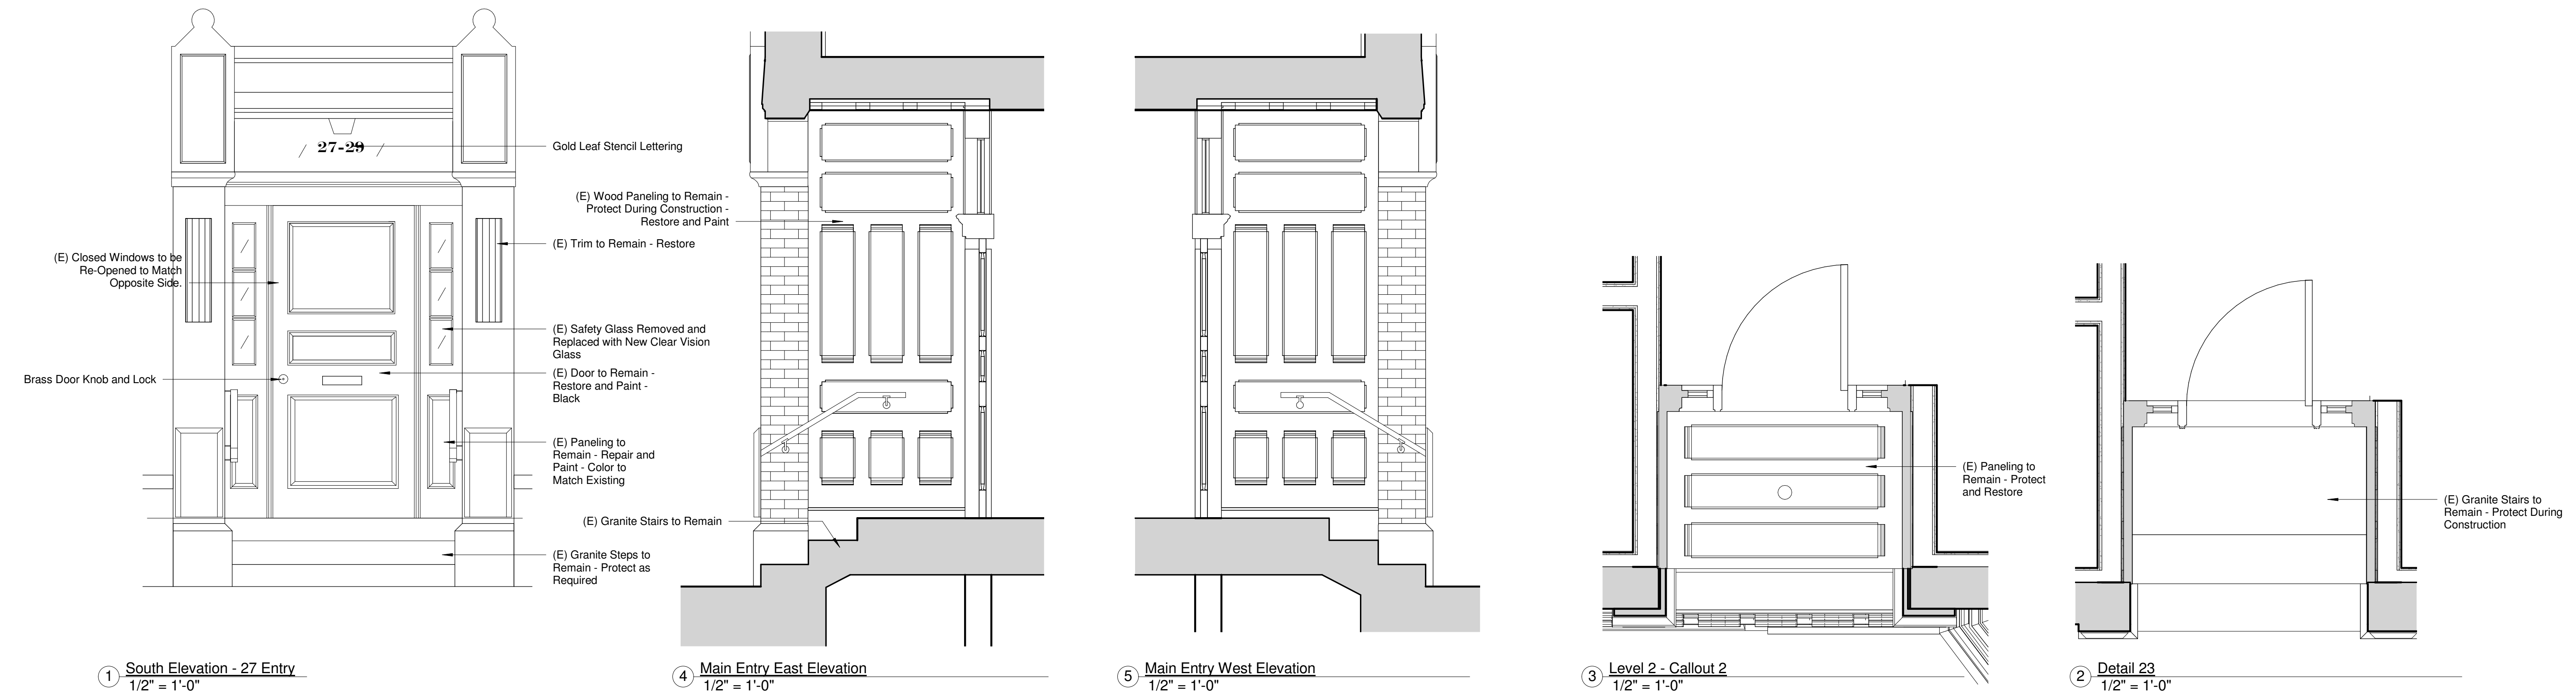 27-29
Gold Leaf Stencil Lettering
(E) Closed Windows to be
Re-Opened to Match
Opposite Side.
Brass Door Knob and Lock
(E) Trim to Remain - Restore
(E) Safety Glass Removed and
Replaced with New Clear Vision
Glass
(E) Door to Remain -
Restore and Paint -
Black
(E) Paneling to
Remain - Repair and
Paint - Color to
Match Existing
(E) Granite Steps to
Remain - Protect as
Required
1 South Elevation - 27 Entry
1/2" = 1'-0"
(E) Wood Paneling to Remain -
Protect During Construction -
Restore and Paint
(E) Granite Stairs to Remain
4 Main Entry East Elevation
1/2" = 1'-0"
5 Main Entry West Elevation
1/2" = 1'-0"
(E) Paneling to
Remain - Protect
and Restore
3 Level 2 - Callout 2
1/2" = 1'-0"
(E) Granite Stairs to
Remain - Protect During
Construction
2 Detail 23
1/2" = 1'-0"